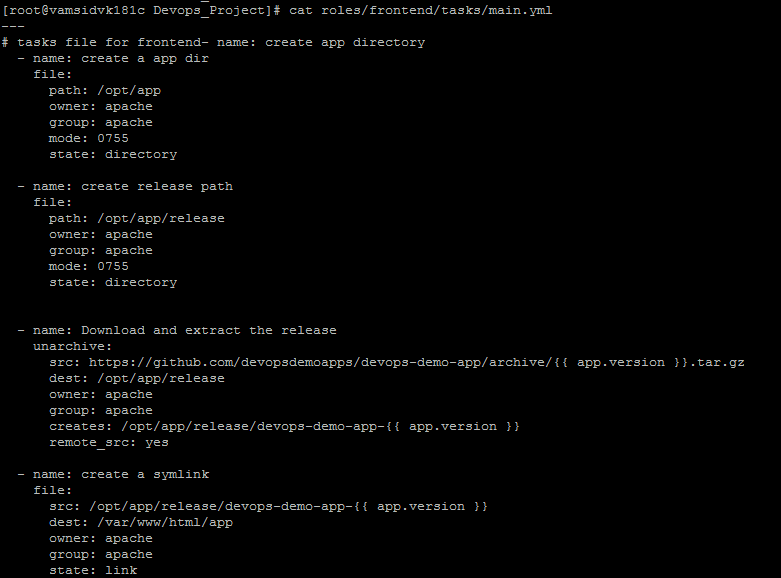 [root@vamsidvk181c Devops_Project]# cat roles/frontend/tasks/main.yml
---
# tasks file for frontend- name: create app directory
  - name: create a app dir
    file:
      path: /opt/app
      owner: apache
      group: apache
      mode: 0755
      state: directory

  - name: create release path
    file:
      path: /opt/app/release
      owner: apache
      group: apache
      mode: 0755
      state: directory


  - name: Download and extract the release
    unarchive:
      src: https://github.com/devopsdemoapps/devops-demo-app/archive/{{ app.version }}.tar.gz
      dest: /opt/app/release
      owner: apache
      group: apache
      creates: /opt/app/release/devops-demo-app-{{ app.version }}
      remote_src: yes

  - name: create a symlink
    file:
      src: /opt/app/release/devops-demo-app-{{ app.version }}
      dest: /var/www/html/app
      owner: apache
      group: apache
      state: link